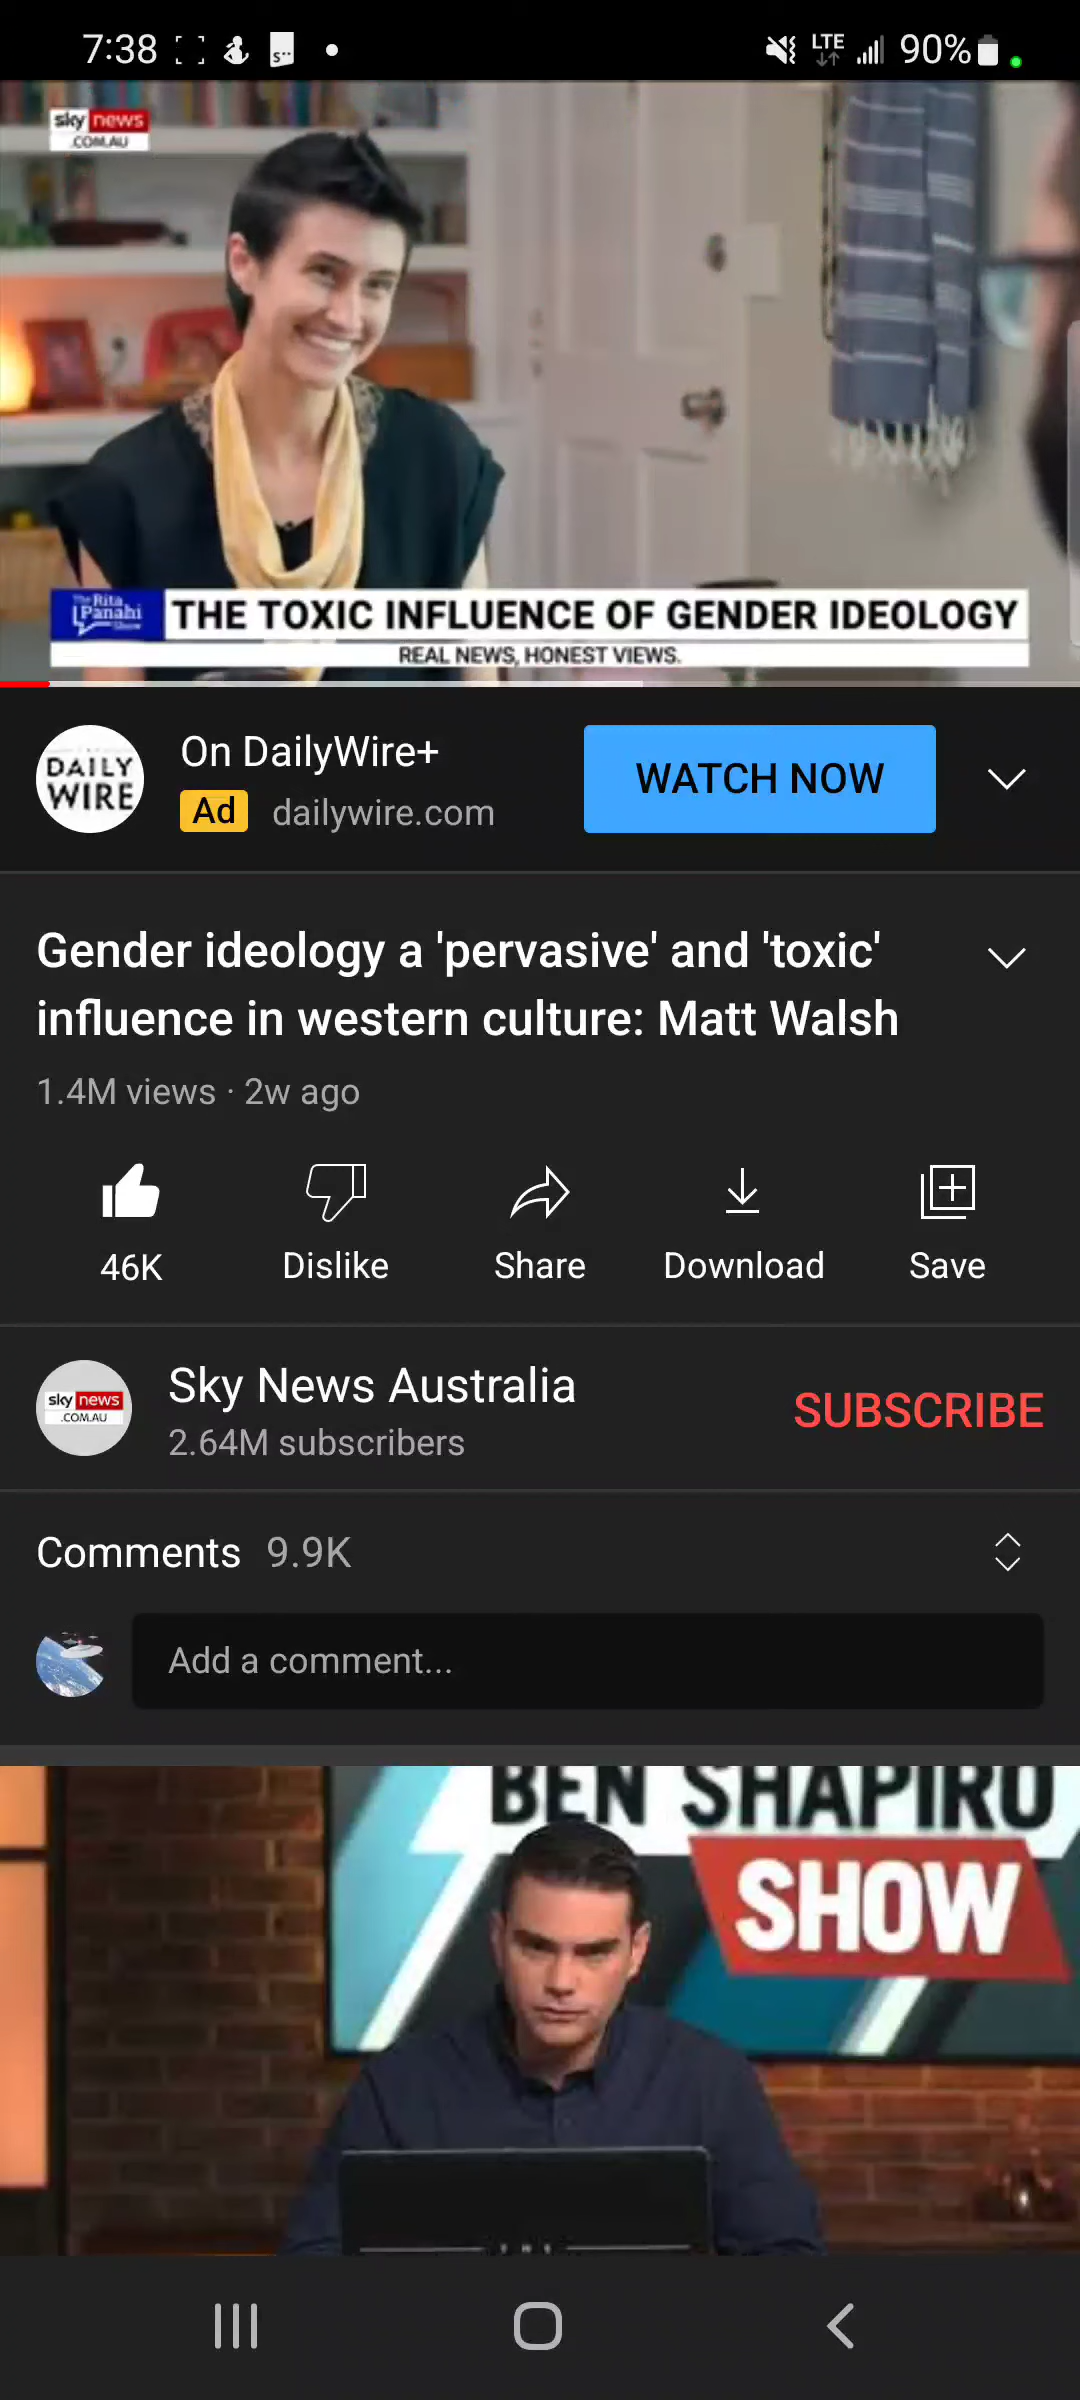 7:38
LTE
90%
sky news
.COM.AU
The Rita
Panahi
Show
THE TOXIC INFLUENCE OF GENDER IDEOLOGY
REAL NEWS, HONEST VIEWS.
DAILY
WIRE
On DailyWire+
Ad dailywire.com
WATCH NOW
Gender ideology a 'pervasive' and 'toxic'
influence in western culture: Matt Walsh
1.4M views · 2w ago
46K
Dislike
Share
Download
Save
sky news
.COM.AU
Sky News Australia
2.64M subscribers
SUBSCRIBE
Comments 9.9K
Add a comment...
BEN SHAPIRO
SHOW